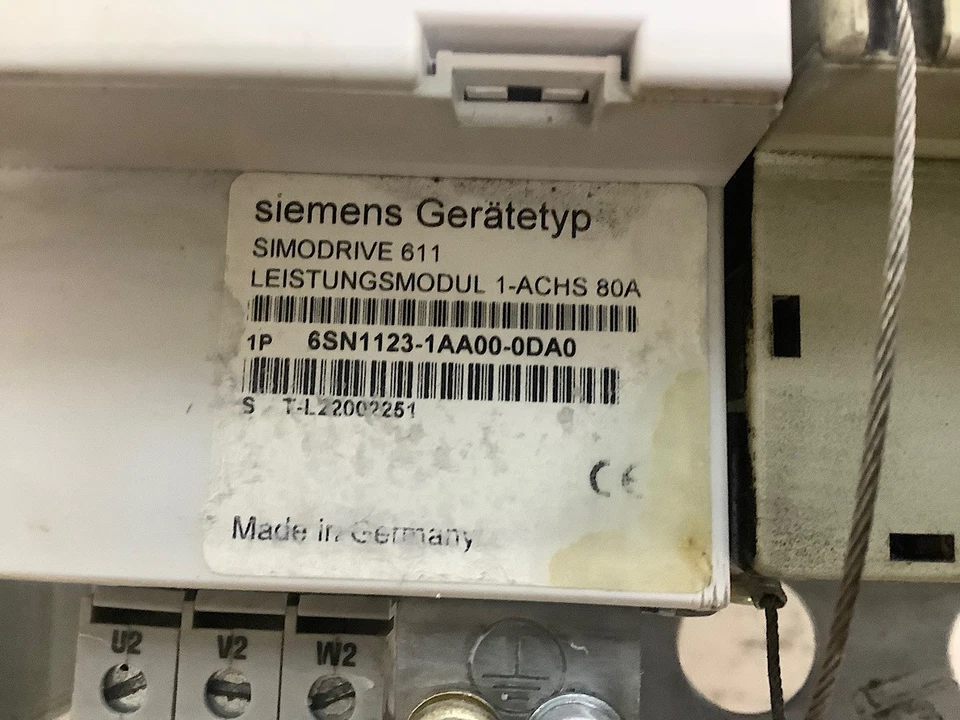 siemens Gerätetyp
SIMODRIVE 611
LEISTUNGSMODUL 1-ACHS 80A
1P 6SN1123-1AA00-0DA0
S T-L22002251
CE
Made in Germany
U2 V2 W2